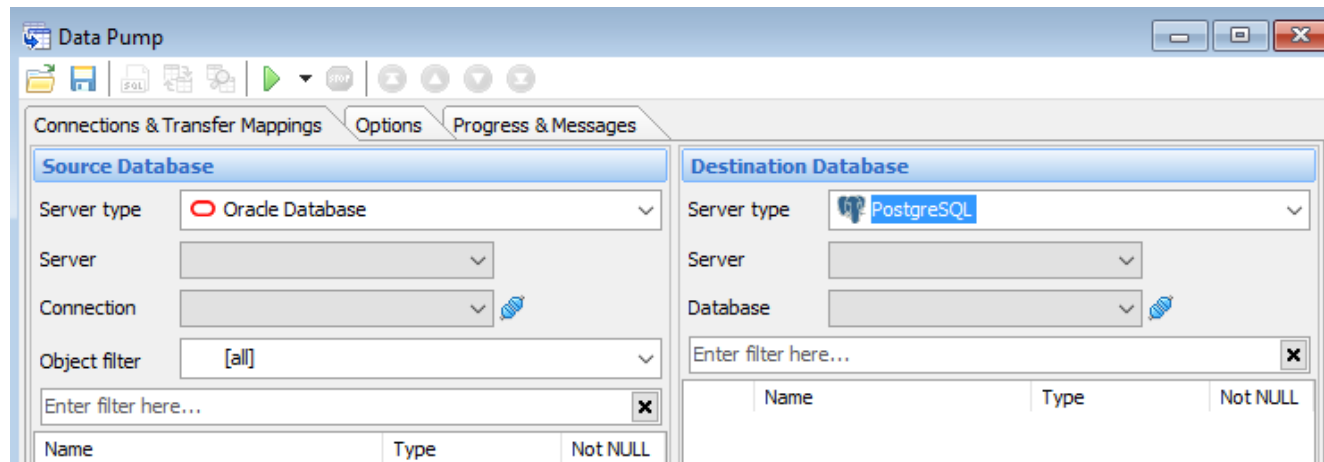 Data Pump
SQL
STOP
Connections & Transfer Mappings
Options
Progress & Messages
Source Database
Server type
Oracle Database
Server
Connection
Object filter
[all]
Enter filter here...
Name
Type
Not NULL
Destination Database
Server type
PostgreSQL
Server
Database
Enter filter here...
Name
Type
Not NULL